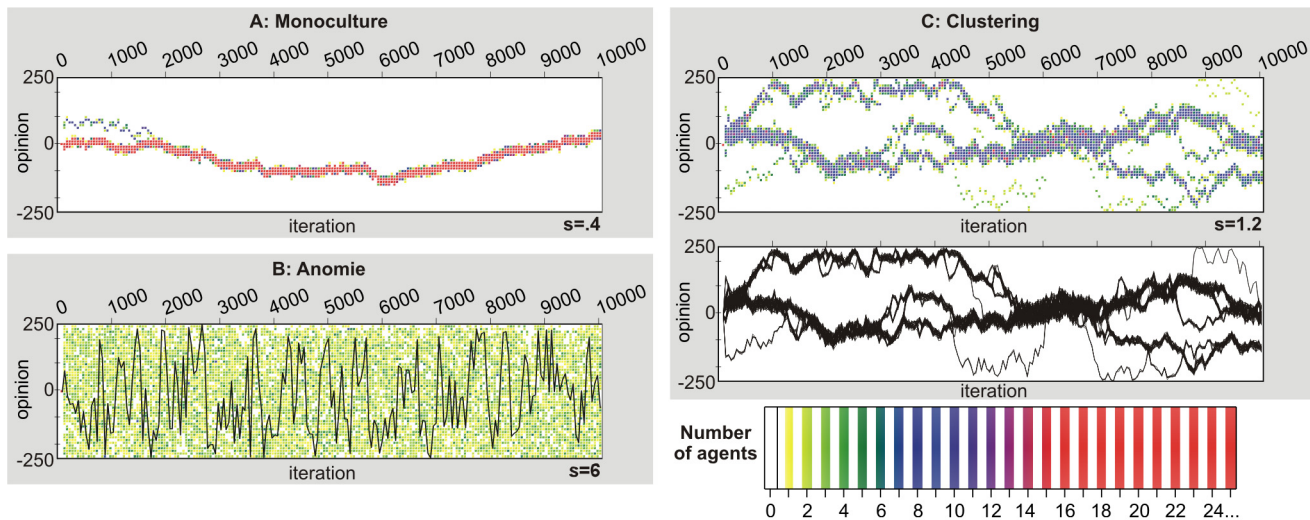 A: Monoculture
0 1000 2000 3000 4000 5000 6000 7000 8000 9000 10000
250
0
-250
opinion
iteration
s=.4
B: Anomie
0 1000 2000 3000 4000 5000 6000 7000 8000 9000 10000
250
0
-250
opinion
iteration
s=6
C: Clustering
0 1000 2000 3000 4000 5000 6000 7000 8000 9000 10000
250
0
-250
opinion
iteration
s=1.2
250
0
-250
opinion
iteration
Number
of agents
0 2 4 6 8 10 12 14 16 18 20 22 24...